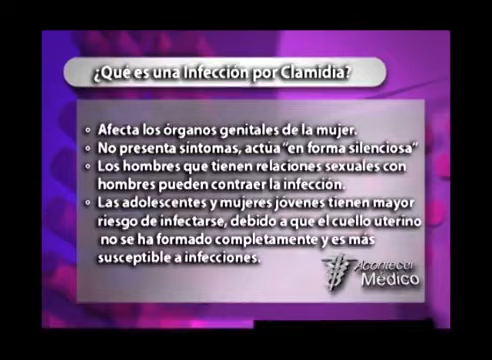 ¿Qué es una Infección por Clamidia?
Afecta los órganos genitales de la mujer.
No presenta síntomas, actúa "en forma silenciosa"
Los hombres que tienen relaciones sexuales con
hombres pueden contraer la infección.
Las adolescentes y mujeres jóvenes tienen mayor
riesgo de infectarse, debido a que el cuello uterino
no se ha formado completamente y es más
susceptible a infecciones.
Acontecer
Médico